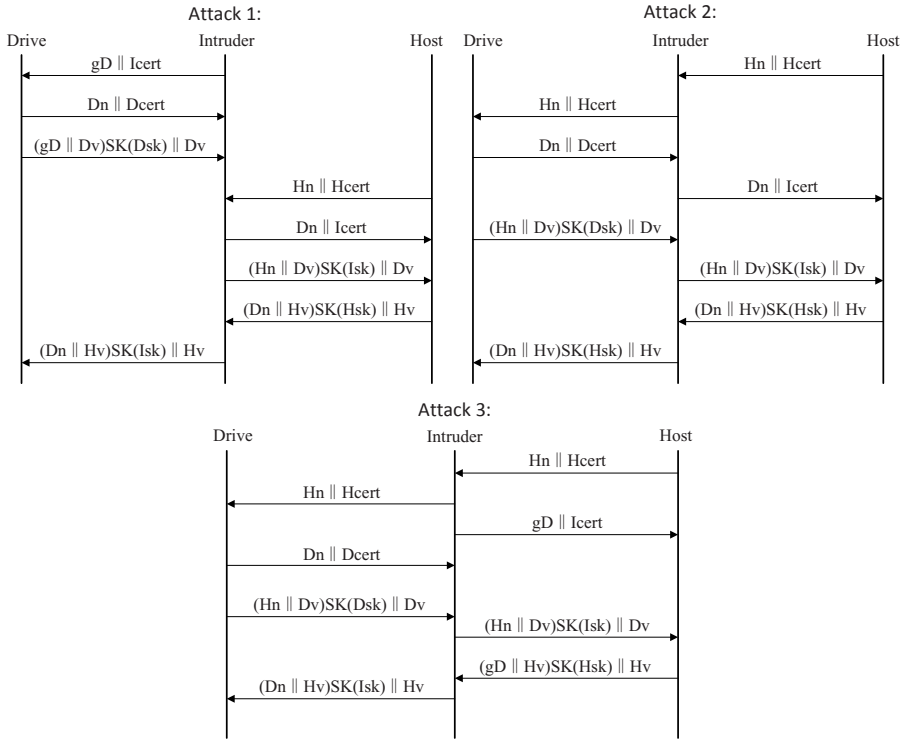 Attack 1:
Drive Intruder Host
gD || Icert
Dn || Dcert
(gD || Dv)SK(Dsk) || Dv
Hn || Hcert
Dn || Icert
(Hn || Dv)SK(Isk) || Dv
(Dn || Hv)SK(Hsk) || Hv
(Dn || Hv)SK(Isk) || Hv
Attack 2:
Drive Intruder Host
Hn || Hcert
Hn || Hcert
Dn || Dcert
Dn || Icert
(Hn || Dv)SK(Dsk) || Dv
(Hn || Dv)SK(Isk) || Dv
(Dn || Hv)SK(Hsk) || Hv
(Dn || Hv)SK(Hsk) || Hv
Attack 3:
Drive Intruder Host
Hn || Hcert
Hn || Hcert
gD || Icert
Dn || Dcert
(Hn || Dv)SK(Dsk) || Dv
(Hn || Dv)SK(Isk) || Dv
(gD || Hv)SK(Hsk) || Hv
(Dn || Hv)SK(Isk) || Hv